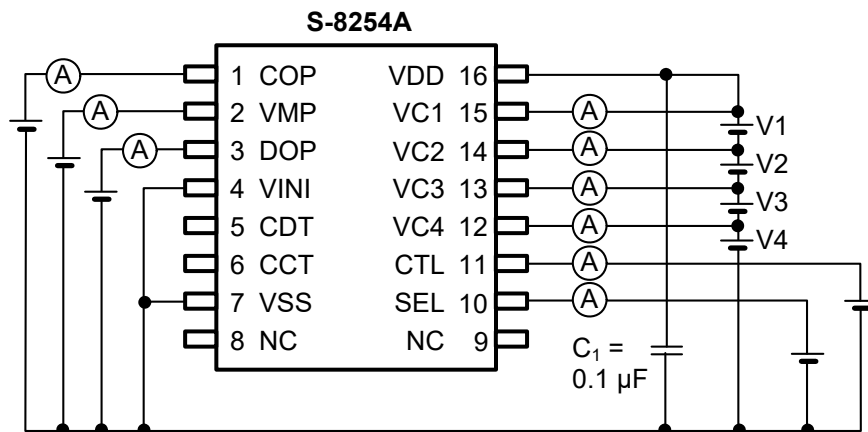 S-8254A
A
1 COP
VDD 16
A
2 VMP
VC1 15
A
V1
A
3 DOP
VC2 14
A
V2
4 VINI
VC3 13
A
V3
5 CDT
VC4 12
A
V4
6 CCT
CTL 11
A
7 VSS
SEL 10
A
8 NC
NC 9
C1 =
0.1 μF